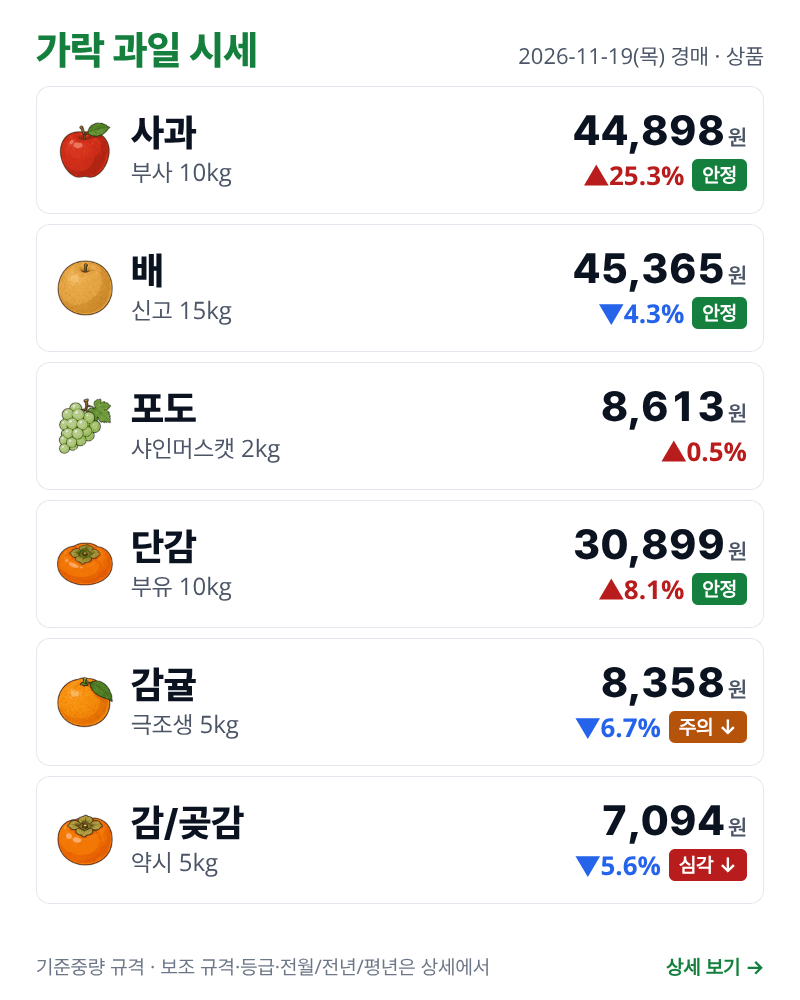 가락 과일 시세
2026-11-19(목) 경매 · 상품
사과
부사 10kg
44,898원
▲25.3% 안정
배
신고 15kg
45,365원
▼4.3% 안정
포도
샤인머스캣 2kg
8,613원
▲0.5%
단감
부유 10kg
30,899원
▲8.1% 안정
감귤
극조생 5kg
8,358원
▼6.7% 주의 ↓
감/곶감
약시 5kg
7,094원
▼5.6% 심각 ↓
기준중량 규격 · 보조 규격·등급·전월/전년/평년은 상세에서
상세 보기 →